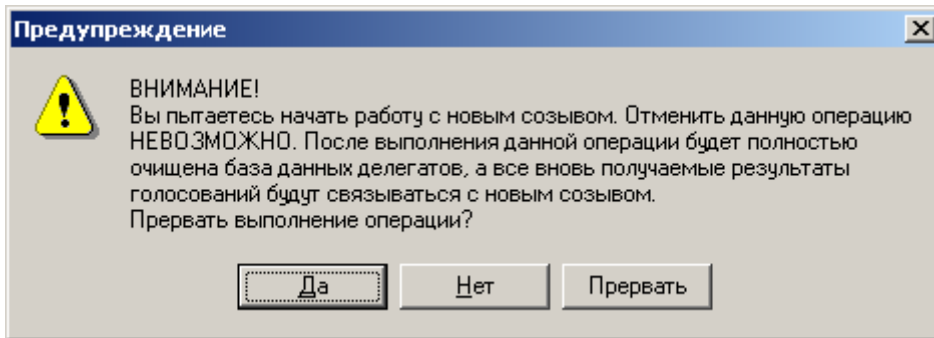 Предупреждение
ВНИМАНИЕ!
Вы пытаетесь начать работу с новым созывом. Отменить данную операцию
НЕВОЗМОЖНО. После выполнения данной операции будет полностью
очищена база данных делегатов, а все вновь получаемые результаты
голосований будут связываться с новым созывом.
Прервать выполнение операции?
Да Нет Прервать